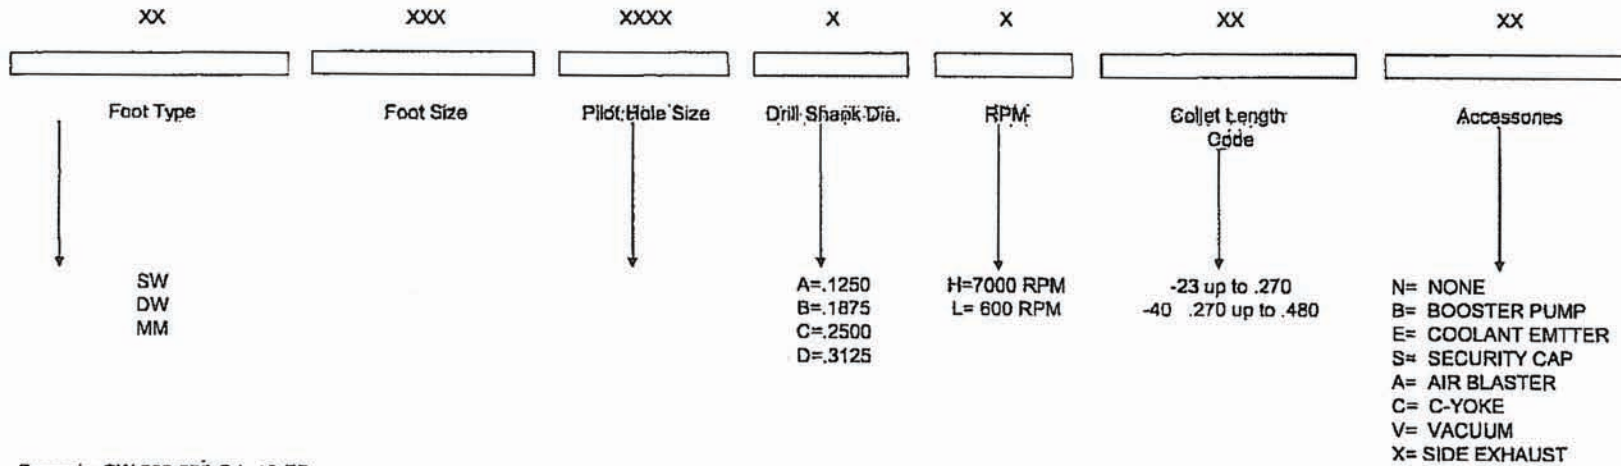 XX XXX XXXX X X XX XX
Foot Type Foot Size Pilot Hole Size Drill Shank Dia. RPM Collet Length Accessories
Code
SW A=.1250 H=7000 RPM -23 up to .270 N= NONE
DW B=.1875 L= 600 RPM -40 .270 up to .480 B= BOOSTER PUMP
MM C=.2500 E= COOLANT EMTTER
D=.3125 S= SECURITY CAP
A= AIR BLASTER
C= C-YOKE
V= VACUUM
X= SIDE EXHAUST